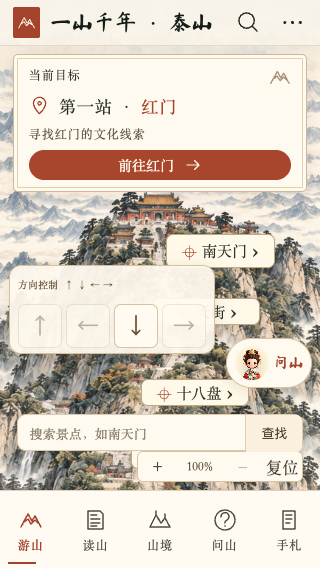 一山千年 · 泰山
当前目标
第一站 · 红门
寻找红门的文化线索
前往红门 →
南天门 ›
方向控制 ↑ ↓ ← →
街 ›
↑ ← ↓ →
问山
十八盘 ›
搜索景点，如南天门
查找
+ 100% — 复位
游山 读山 山境 问山 手札